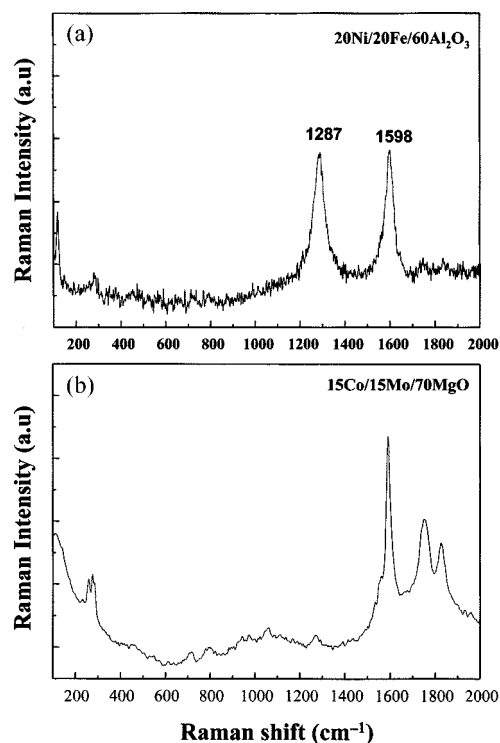 (a)
20Ni/20Fe/60Al₂O₃
1287
1598
Raman Intensity (a.u)
200 400 600 800 1000 1200 1400 1600 1800 2000
(b)
15Co/15Mo/70MgO
Raman Intensity (a.u)
200 400 600 800 1000 1200 1400 1600 1800 2000
Raman shift (cm⁻¹)